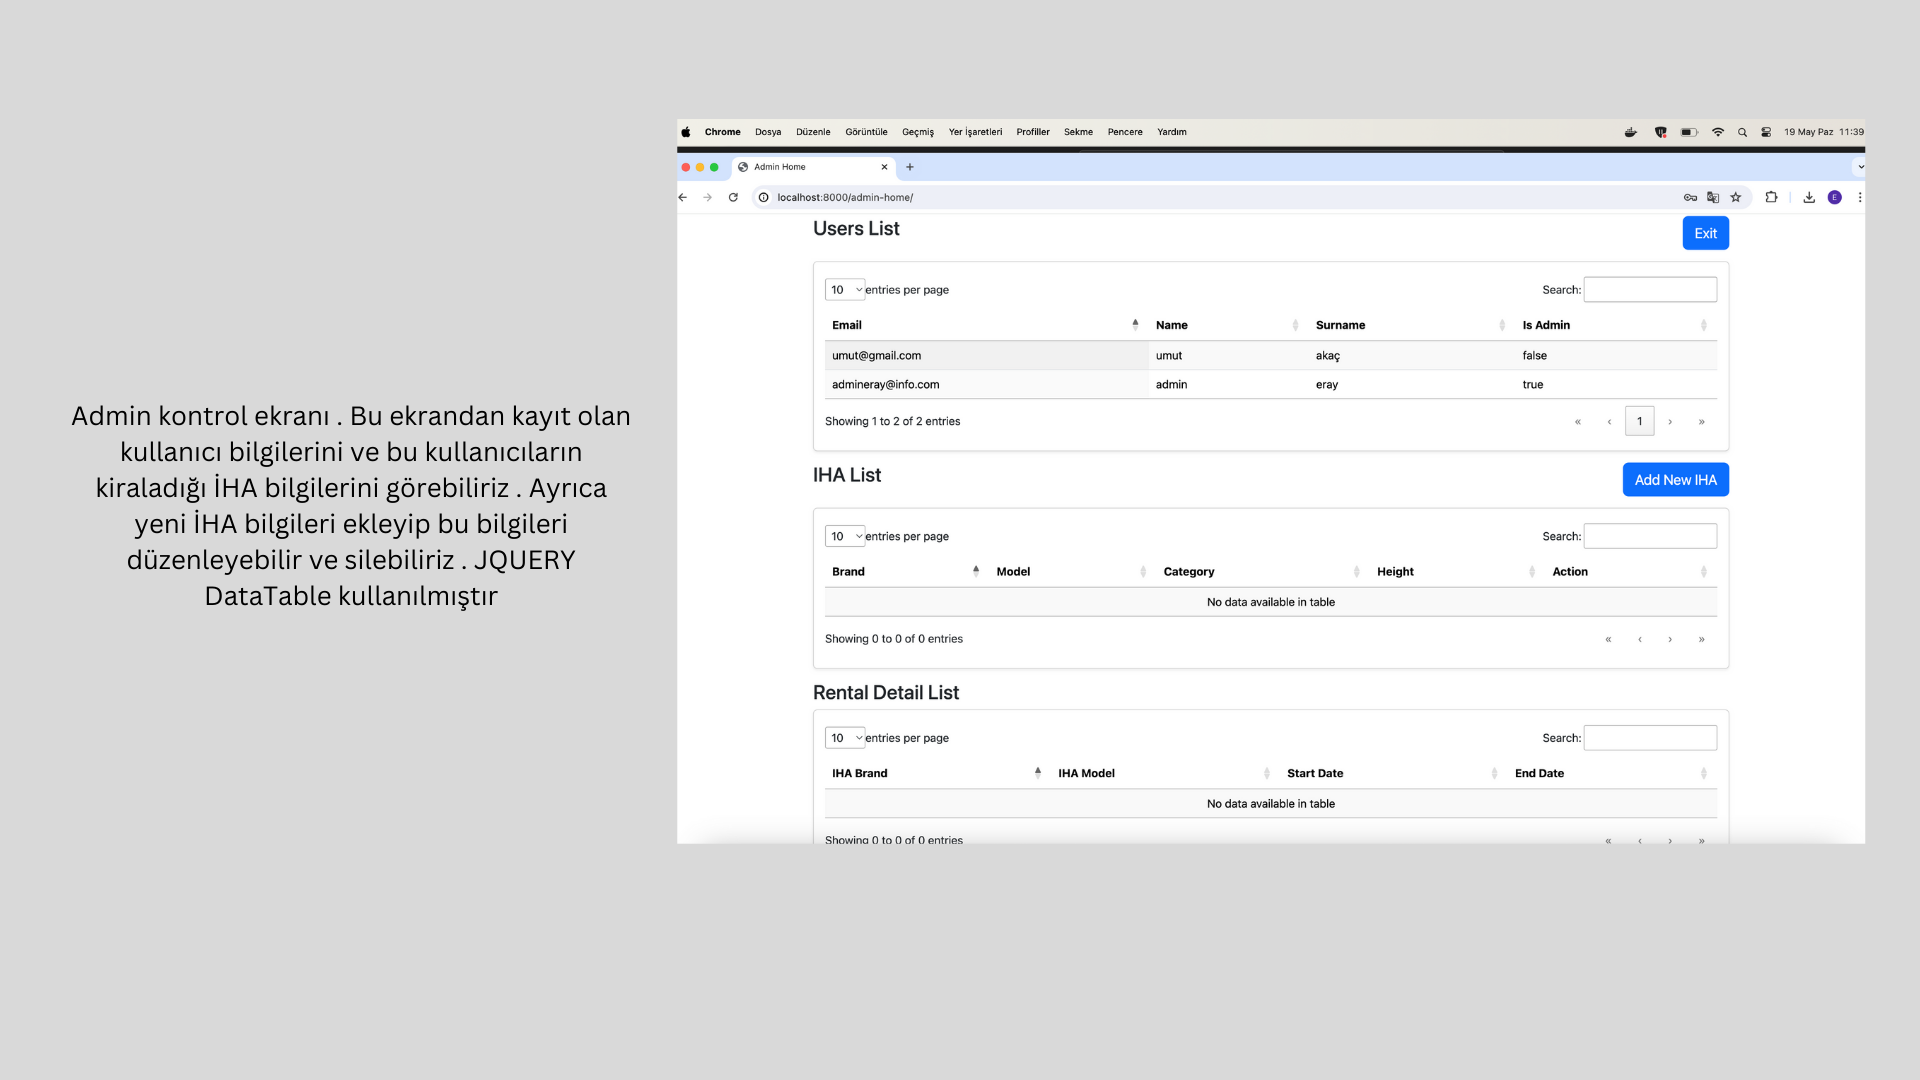 Admin kontrol ekranı . Bu ekrandan kayıt olan
kullanıcı bilgilerini ve bu kullanıcıların
kiraladığı İHA bilgilerini görebiliriz . Ayrıca
yeni İHA bilgileri ekleyip bu bilgileri
düzenleyebilir ve silebiliriz . JQUERY
DataTable kullanılmıştır
Chrome Dosya Düzenle Görüntüle Geçmiş Yer İşaretleri Profiller Sekme Pencere Yardım 19 May Paz 11:39
Admin Home
localhost:8000/admin-home/ E
Users List Exit
10 entries per page Search:
Email Name Surname Is Admin
umut@gmail.com umut akaç false
admineray@info.com admin eray true
Showing 1 to 2 of 2 entries « ‹ 1 › »
IHA List Add New IHA
10 entries per page Search:
Brand Model Category Height Action
No data available in table
Showing 0 to 0 of 0 entries « ‹ › »
Rental Detail List
10 entries per page Search:
IHA Brand IHA Model Start Date End Date
No data available in table
Showing 0 to 0 of 0 entries « ‹ › »